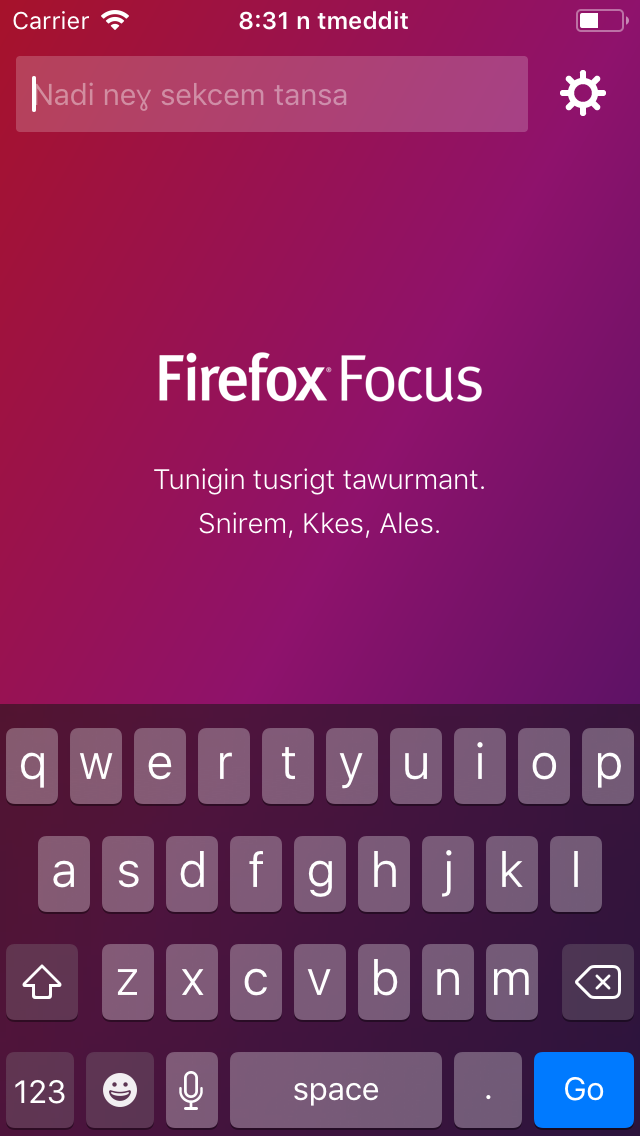 Carrier 8:31 n tmeddit
Nadi neɣ sekcem tansa
Firefox® Focus
Tunigin tusrigt tawurmant.
Snirem, Kkes, Ales.
q w e r t y u i o p
a s d f g h j k l
z x c v b n m
123 space . Go